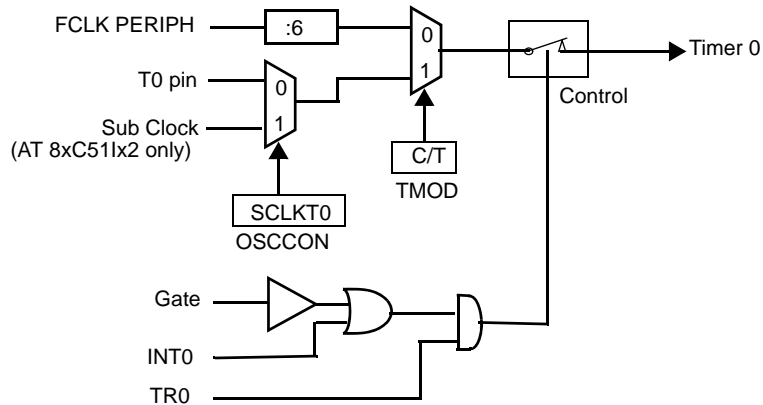 FCLK PERIPH
:6
0
1
Timer 0
T0 pin
0
1
Sub Clock
(AT 8xC51Ix2 only)
Control
C/T
TMOD
SCLKT0
OSCCON
Gate
INT0
TR0